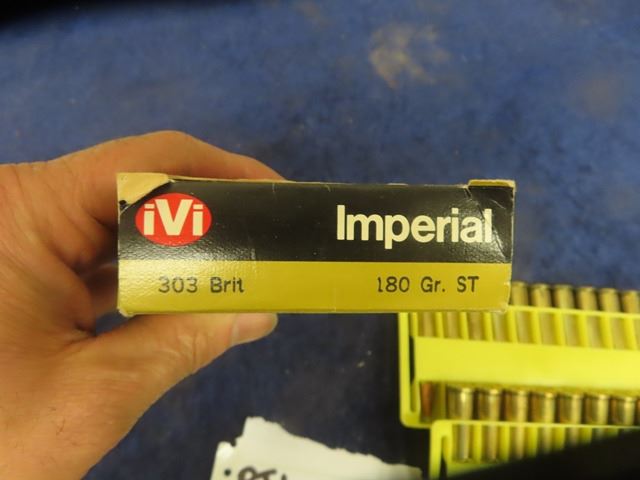 iVi
Imperial
303 Brit
180 Gr. ST